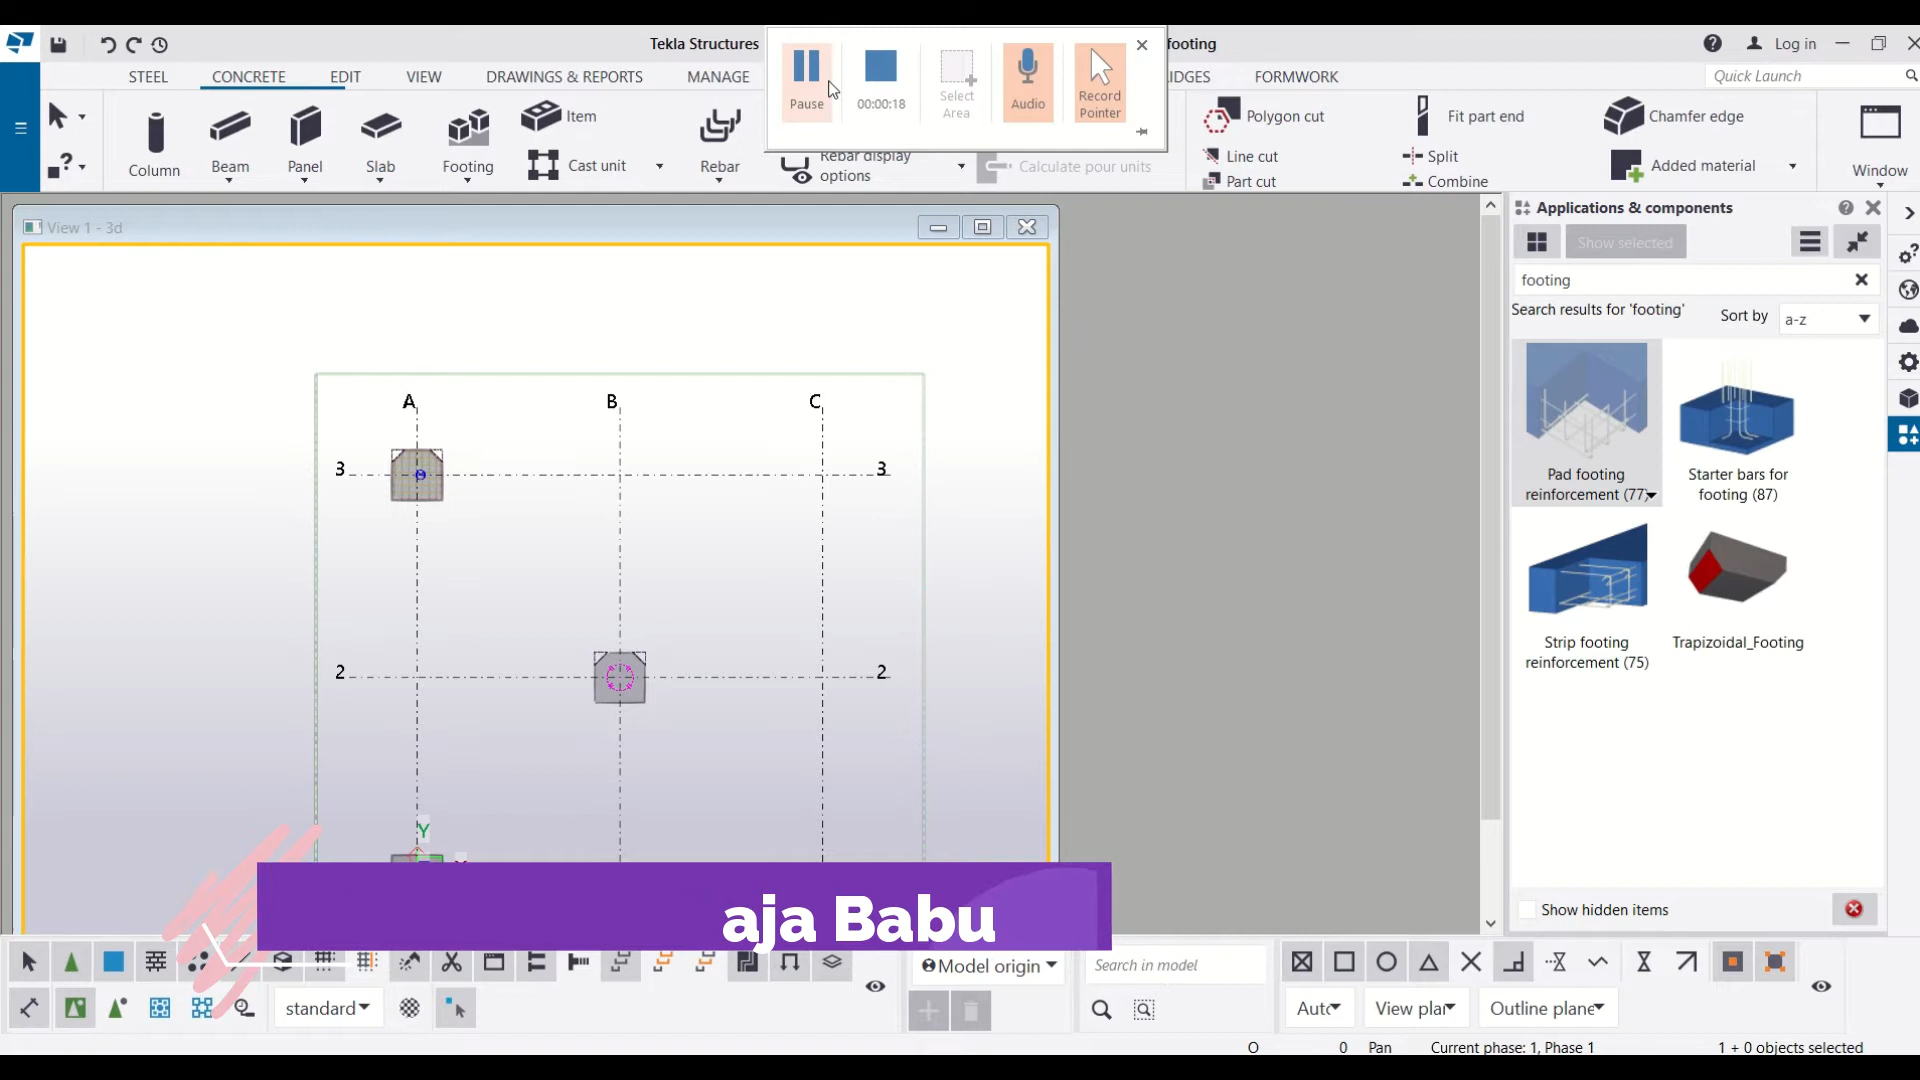 Tekla Structures
footing
Log in
STEEL
CONCRETE
EDIT
VIEW
DRAWINGS & REPORTS
MANAGE
FORMWORK
Quick Launch
Pause
00:00:18
Select
Area
Audio
Record
Pointer
Column
Beam
Panel
Slab
Footing
Item
Cast unit
Rebar
Rebar display
options
Calculate pour units
Polygon cut
Line cut
Part cut
Fit part end
Split
Combine
Chamfer edge
Added material
Window
View 1 - 3d
A
B
C
3
3
2
2
Y
Applications & components
Show selected
footing
Search results for 'footing'
Sort by
a-z
Pad footing
reinforcement (77)
Starter bars for
footing (87)
Strip footing
reinforcement (75)
Trapizoidal_Footing
Show hidden items
aja Babu
Model origin
Search in model
standard
Auto
View plan
Outline plane
O
0
Pan
Current phase: 1, Phase 1
1 + 0 objects selected